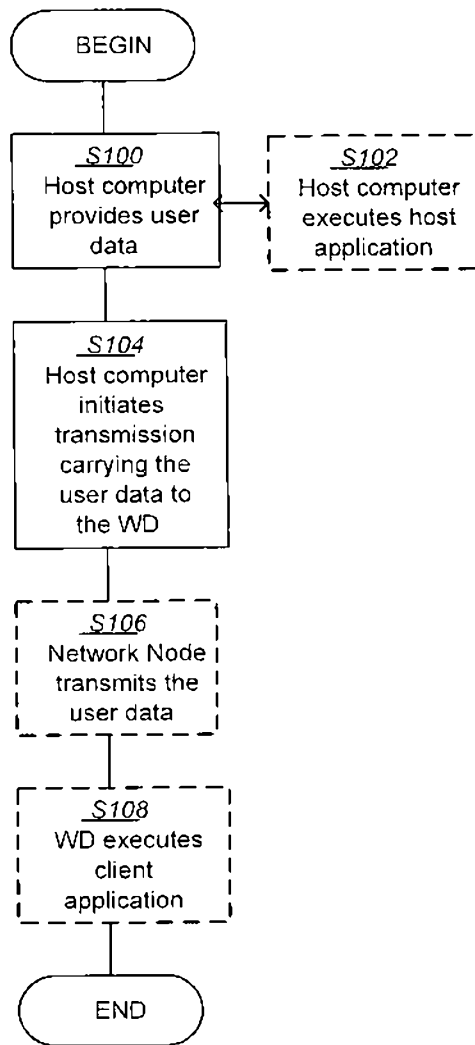 BEGIN
S100
Host computer
provides user
data
S102
Host computer
executes host
application
S104
Host computer
initiates
transmission
carrying the
user data to
the WD
S106
Network Node
transmits the
user data
S108
WD executes
client
application
END